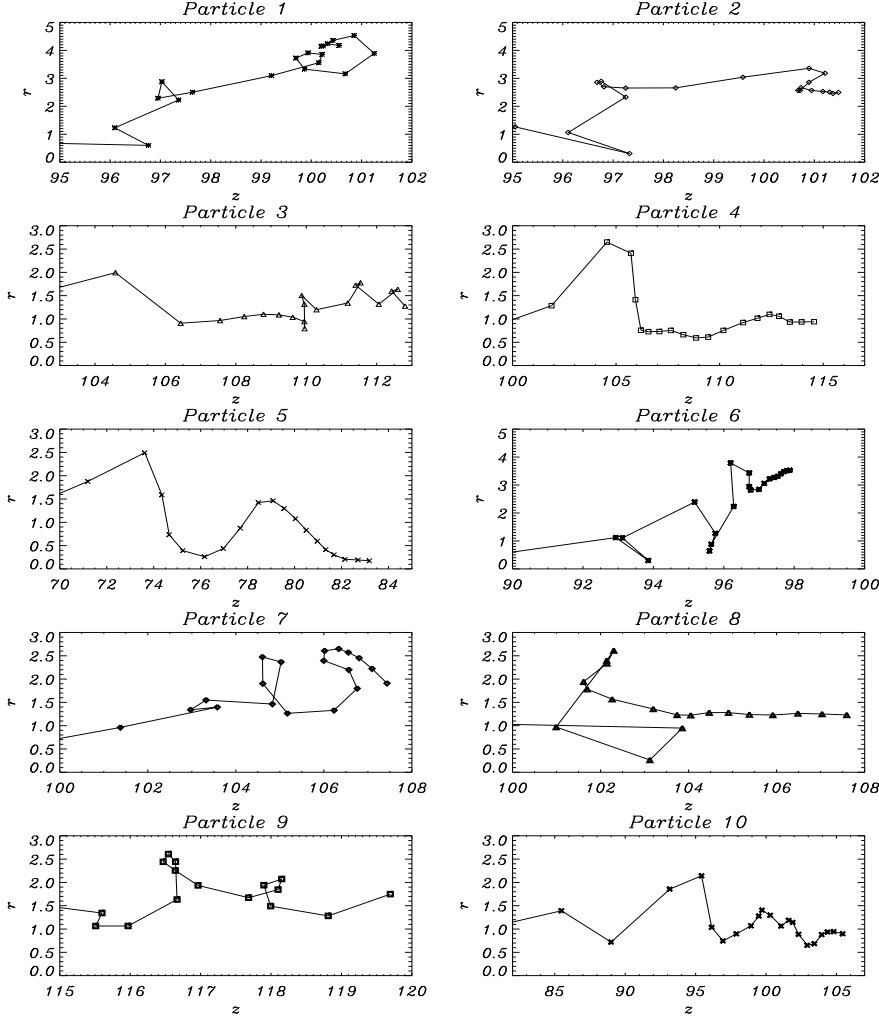 Particle 1
5
4
3
2
1
0
r
95 96 97 98 99 100 101 102
z
Particle 2
5
4
3
2
1
0
r
95 96 97 98 99 100 101 102
z
Particle 3
3.0
2.5
2.0
1.5
1.0
0.5
0.0
r
104 106 108 110 112
z
Particle 4
3.0
2.5
2.0
1.5
1.0
0.5
0.0
r
100 105 110 115
z
Particle 5
3.0
2.5
2.0
1.5
1.0
0.5
0.0
r
70 72 74 76 78 80 82 84
z
Particle 6
5
4
3
2
1
0
r
90 92 94 96 98 100
z
Particle 7
3.0
2.5
2.0
1.5
1.0
0.5
0.0
r
100 102 104 106 108
z
Particle 8
3.0
2.5
2.0
1.5
1.0
0.5
0.0
r
100 102 104 106 108
z
Particle 9
3.0
2.5
2.0
1.5
1.0
0.5
0.0
r
115 116 117 118 119 120
z
Particle 10
3.0
2.5
2.0
1.5
1.0
0.5
0.0
r
85 90 95 100 105
z